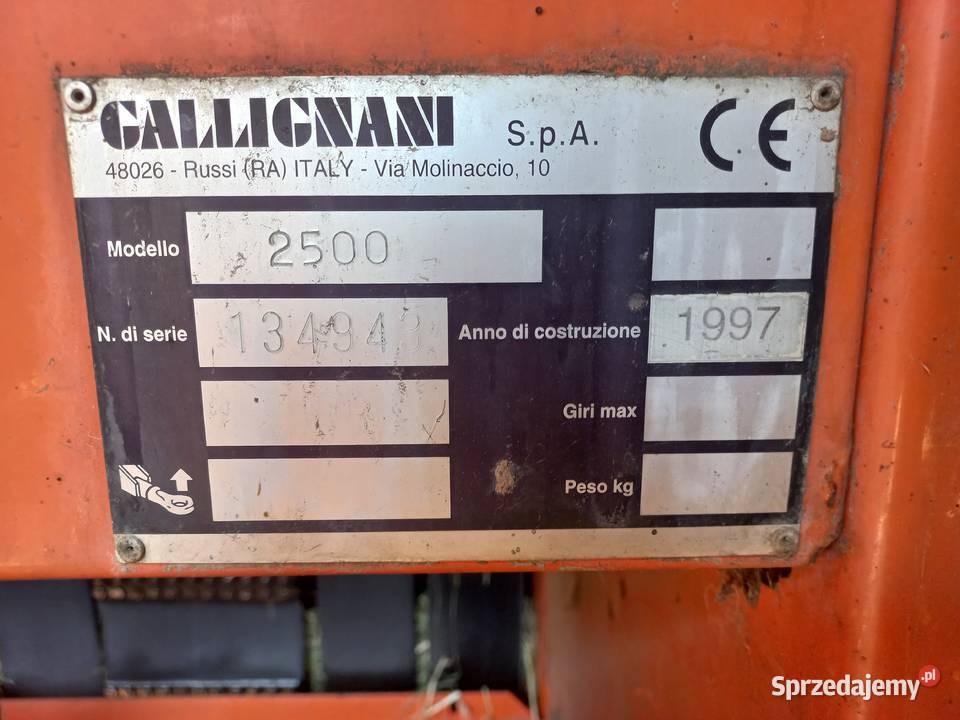 GALLIGNANI S.p.A. CE
48026 - Russi (RA) ITALY - Via Molinaccio, 10
Modello 2500
N. di serie 134943 Anno di costruzione 1997
Giri max
Peso kg
Sprzedajemy.pl